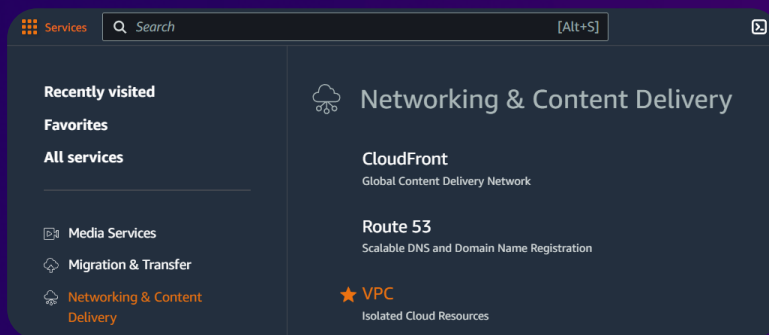 Services
Search [Alt+S]
Recently visited
Favorites
All services
Media Services
Migration & Transfer
Networking & Content
Delivery
Networking & Content Delivery
CloudFront
Global Content Delivery Network
Route 53
Scalable DNS and Domain Name Registration
VPC
Isolated Cloud Resources